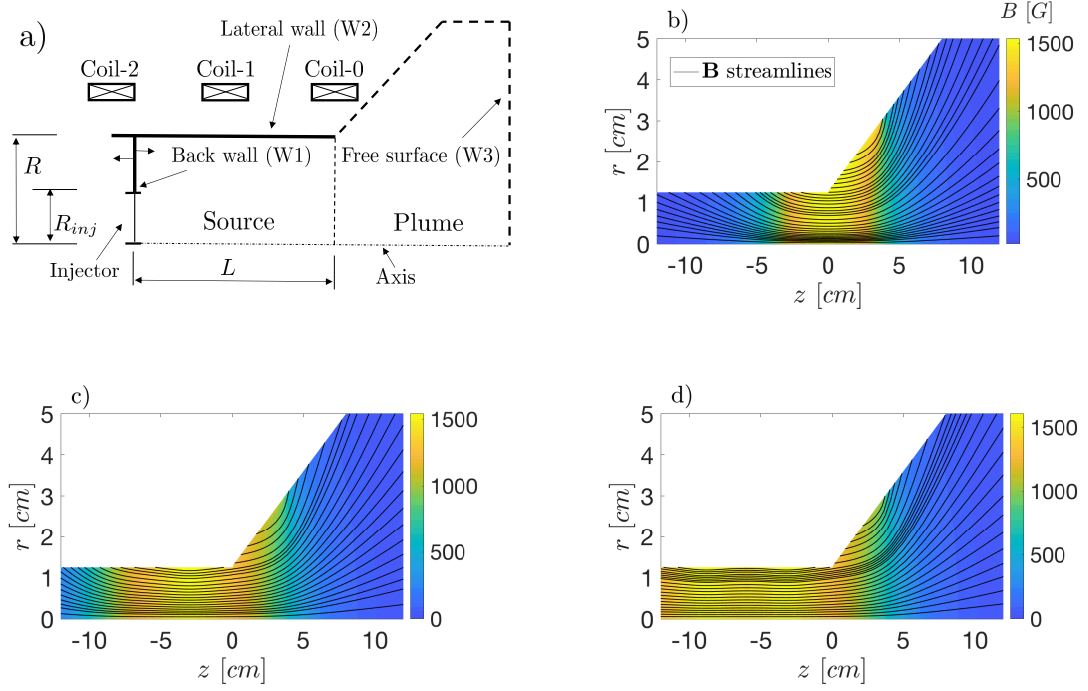 a)
Lateral wall (W2)
Coil-2
Coil-1
Coil-0
Back wall (W1)
Free surface (W3)
R
R_{inj}
Source
Plume
Injector
L
Axis
b)
B [G]
B streamlines
5
4
3
2
1
0
r [cm]
-10
-5
0
5
10
z [cm]
1500
1000
500
c)
5
4
3
2
1
0
r [cm]
-10
-5
0
5
10
z [cm]
1500
1000
500
0
d)
5
4
3
2
1
0
r [cm]
-10
-5
0
5
10
z [cm]
1500
1000
500
0